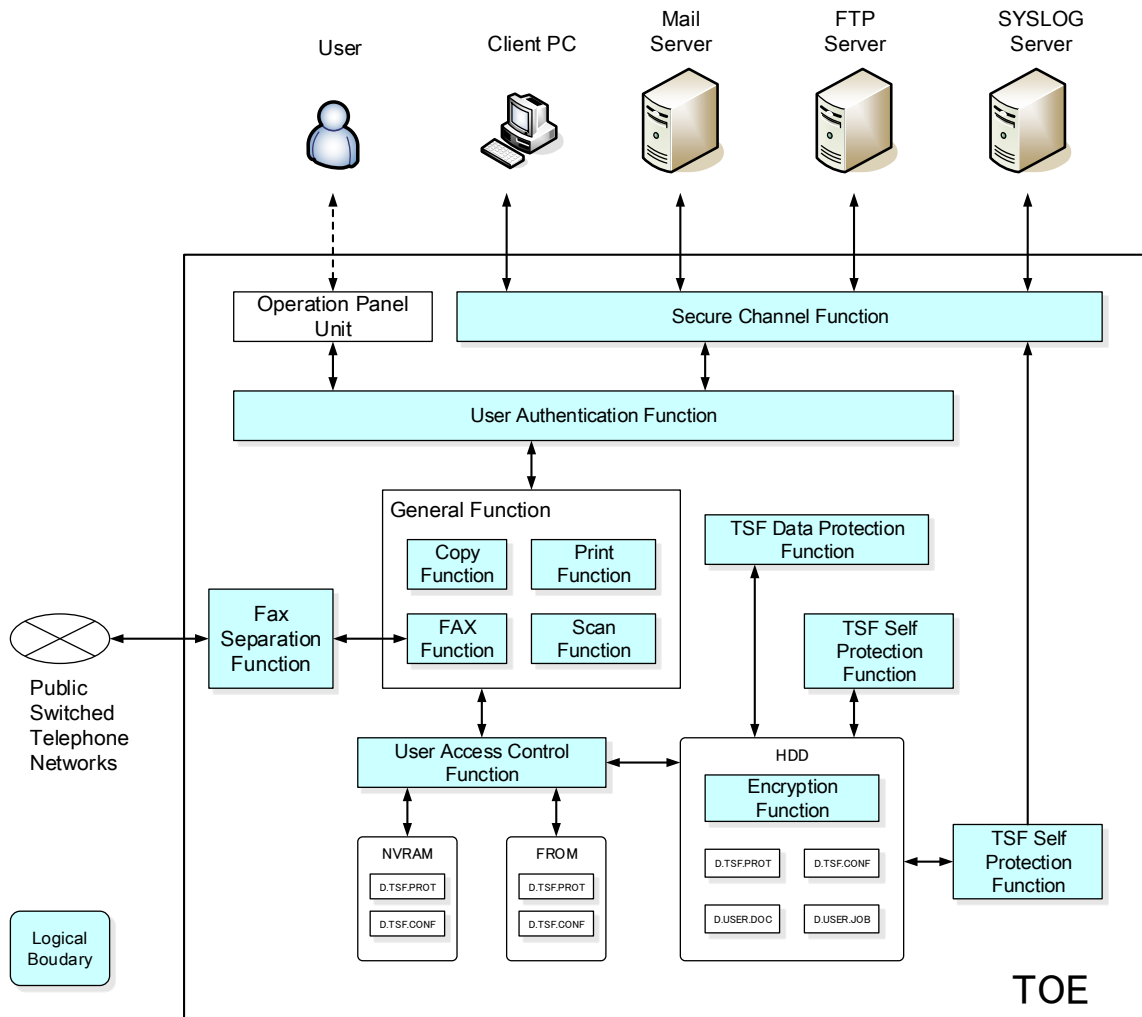 User
Client PC
Mail
Server
FTP
Server
SYSLOG
Server
Operation Panel
Unit
Secure Channel Function
User Authentication Function
General Function
Copy
Function
Print
Function
FAX
Function
Scan
Function
TSF Data Protection
Function
Fax
Separation
Function
TSF Self
Protection
Function
Public
Switched
Telephone
Networks
User Access Control
Function
HDD
Encryption
Function
D.TSF.PROT
D.TSF.CONF
D.USER.DOC
D.USER.JOB
TSF Self
Protection
Function
NVRAM
D.TSF.PROT
D.TSF.CONF
FROM
D.TSF.PROT
D.TSF.CONF
Logical
Boudary
TOE